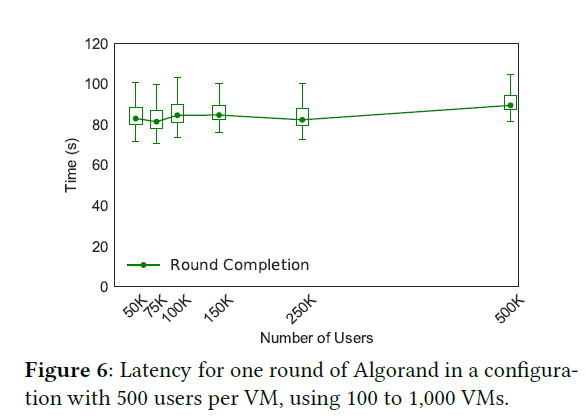 120
100
80
60
40
20
0
Time (s)
Round Completion
50K
75K
100K
150K
250K
500K
Number of Users
Figure 6: Latency for one round of Algorand in a configura-
tion with 500 users per VM, using 100 to 1,000 VMs.